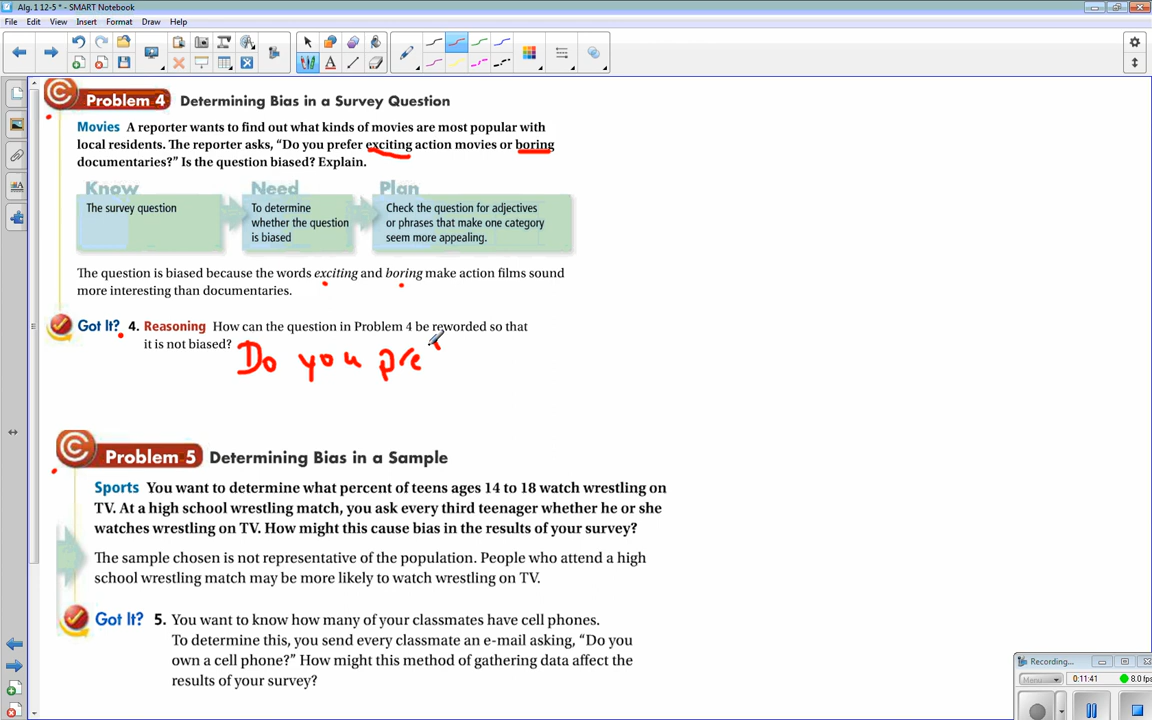 Alg.1 12-5 * - SMART Notebook
File Edit View Insert Format Draw Help
Problem 4 Determining Bias in a Survey Question
Movies A reporter wants to find out what kinds of movies are most popular with
local residents. The reporter asks, “Do you prefer exciting action movies or boring
documentaries?” Is the question biased? Explain.
Know Need Plan
The survey question
To determine
whether the question
is biased
Check the question for adjectives
or phrases that make one category
seem more appealing.
The question is biased because the words exciting and boring make action films sound
more interesting than documentaries.
Got It? 4. Reasoning How can the question in Problem 4 be reworded so that
it is not biased?
Do you pre
Problem 5 Determining Bias in a Sample
Sports You want to determine what percent of teens ages 14 to 18 watch wrestling on
TV. At a high school wrestling match, you ask every third teenager whether he or she
watches wrestling on TV. How might this cause bias in the results of your survey?
The sample chosen is not representative of the population. People who attend a high
school wrestling match may be more likely to watch wrestling on TV.
Got It? 5. You want to know how many of your classmates have cell phones.
To determine this, you send every classmate an e-mail asking, “Do you
own a cell phone?” How might this method of gathering data affect the
results of your survey?
Recording...
Menu 0:11:41 8.0 fps